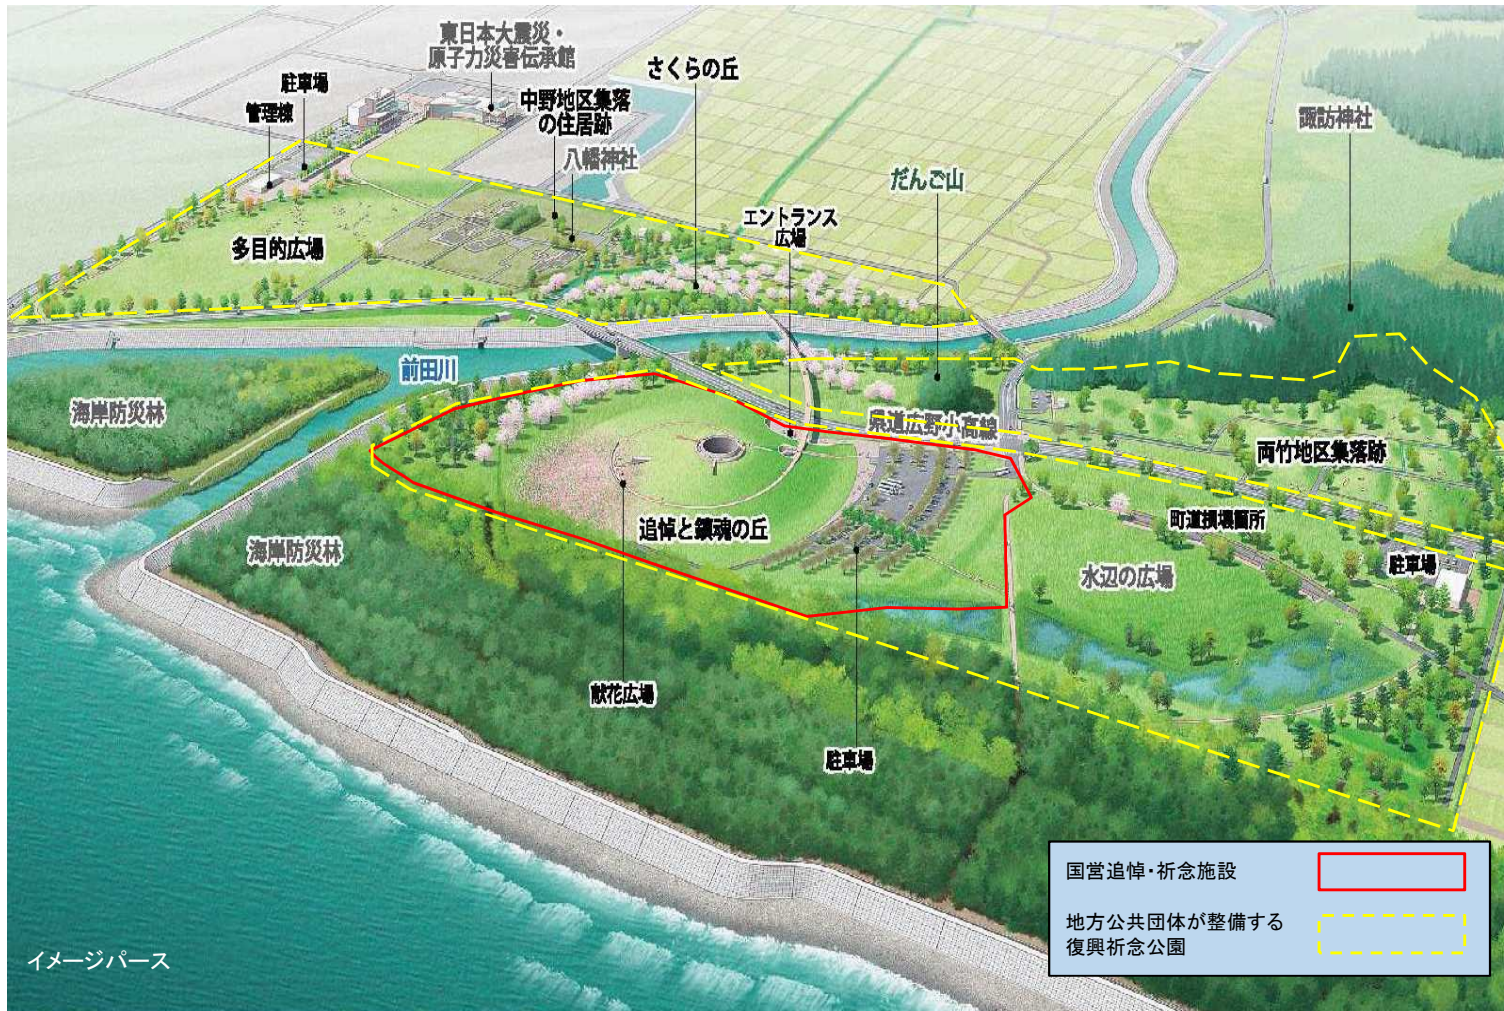 東日本大震災・
原子力災害伝承館
さくらの丘
駐車場
管理棟
中野地区集落
の住居跡
八幡神社
諏訪神社
だんご山
エントランス
広場
多目的広場
前田川
海岸防災林
県道広野小高線
両竹地区集落跡
追悼と鎮魂の丘
町道損壊箇所
海岸防災林
水辺の広場
駐車場
献花広場
駐車場
国営追悼・祈念施設
地方公共団体が整備する
復興祈念公園
イメージパース